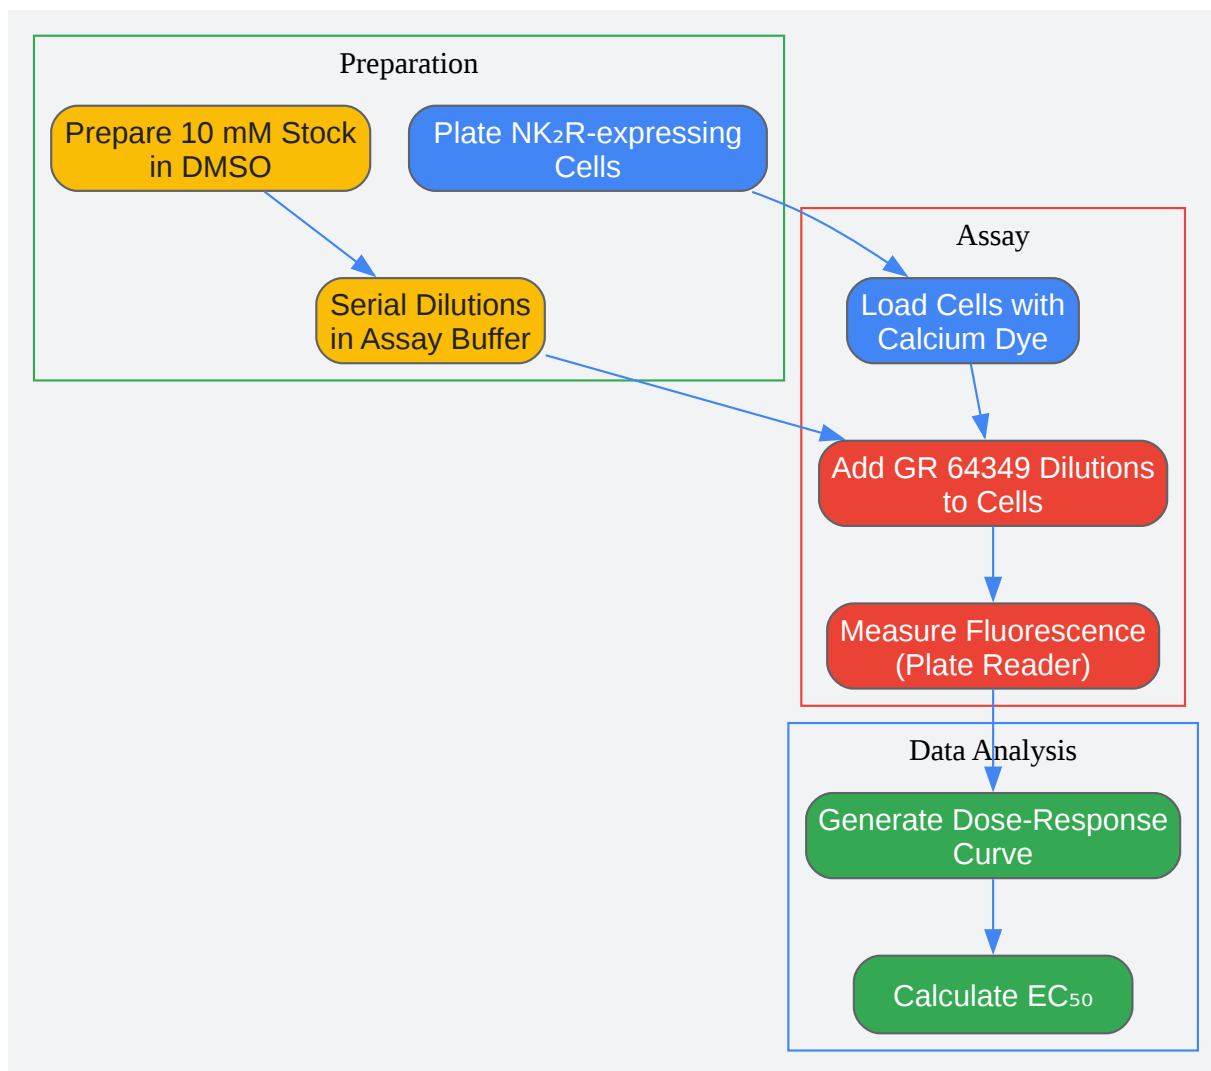 Preparation
Prepare 10 mM Stock
in DMSO
Plate NK₂R-expressing
Cells
Serial Dilutions
in Assay Buffer
Assay
Load Cells with
Calcium Dye
Add GR 64349 Dilutions
to Cells
Measure Fluorescence
(Plate Reader)
Data Analysis
Generate Dose-Response
Curve
Calculate EC₅₀